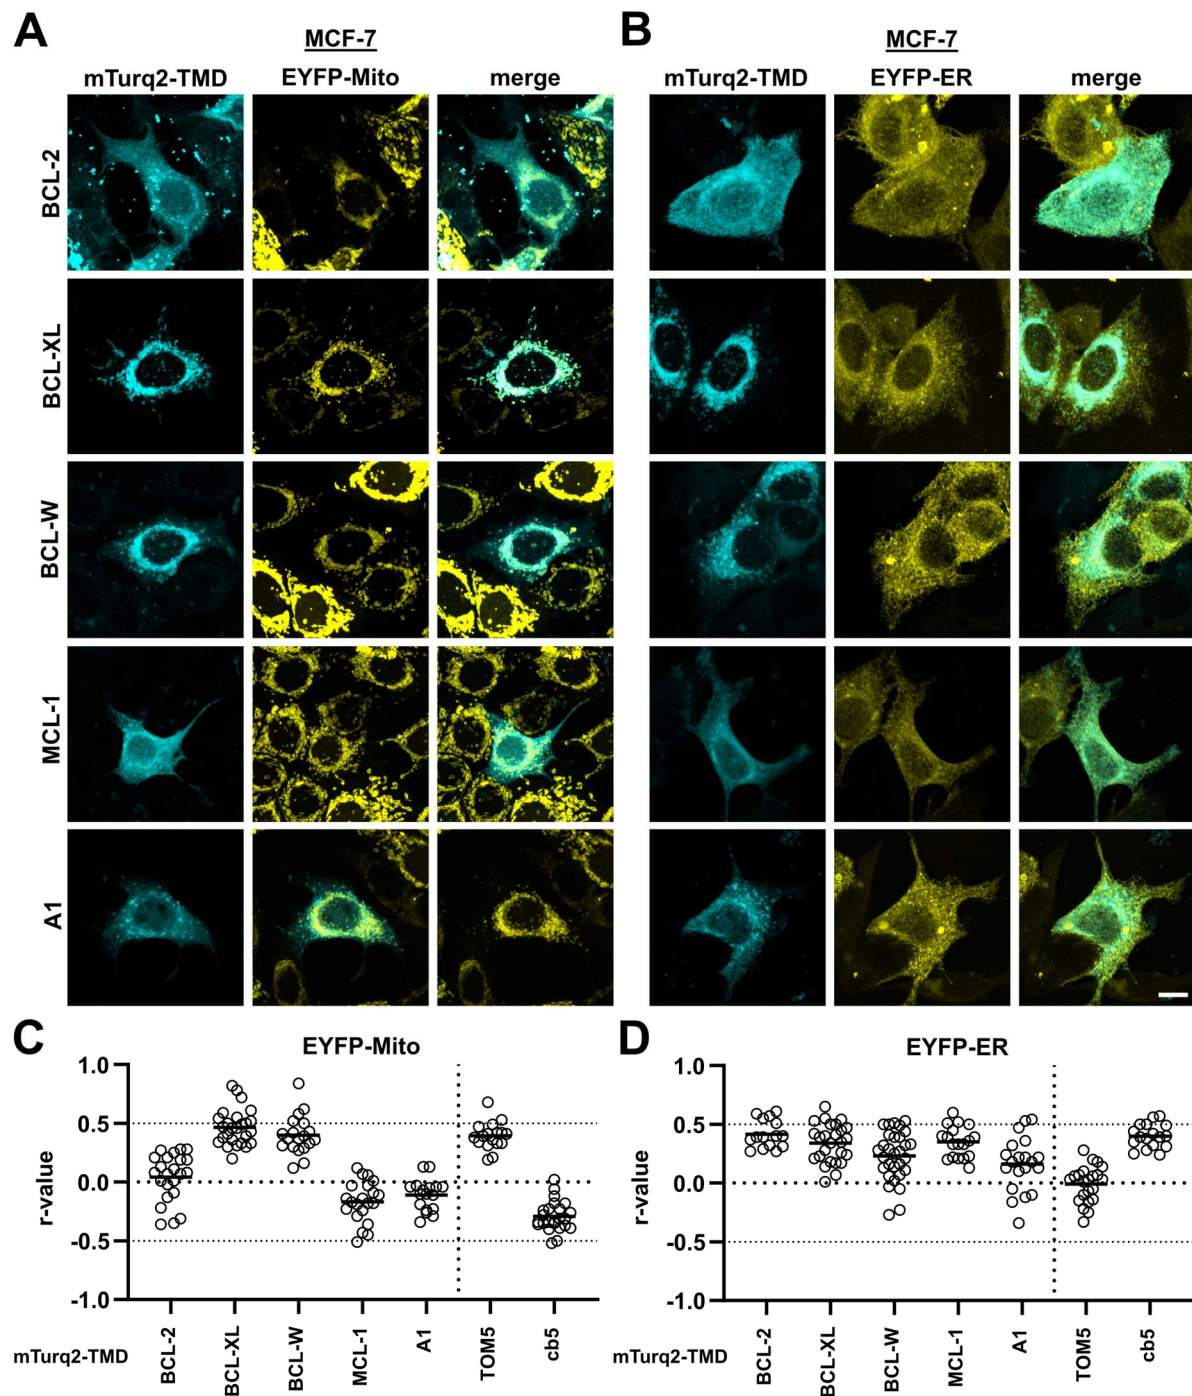 A
MCF-7
mTurq2-TMD EYFP-Mito merge
BCL-2
BCL-XL
BCL-W
MCL-1
A1
B
MCF-7
mTurq2-TMD EYFP-ER merge
C
EYFP-Mito
r-value
1.0
0.5
0.0
-0.5
-1.0
mTurq2-TMD BCL-2 BCL-XL BCL-W MCL-1 A1 TOM5 cb5
D
EYFP-ER
r-value
1.0
0.5
0.0
-0.5
-1.0
mTurq2-TMD BCL-2 BCL-XL BCL-W MCL-1 A1 TOM5 cb5